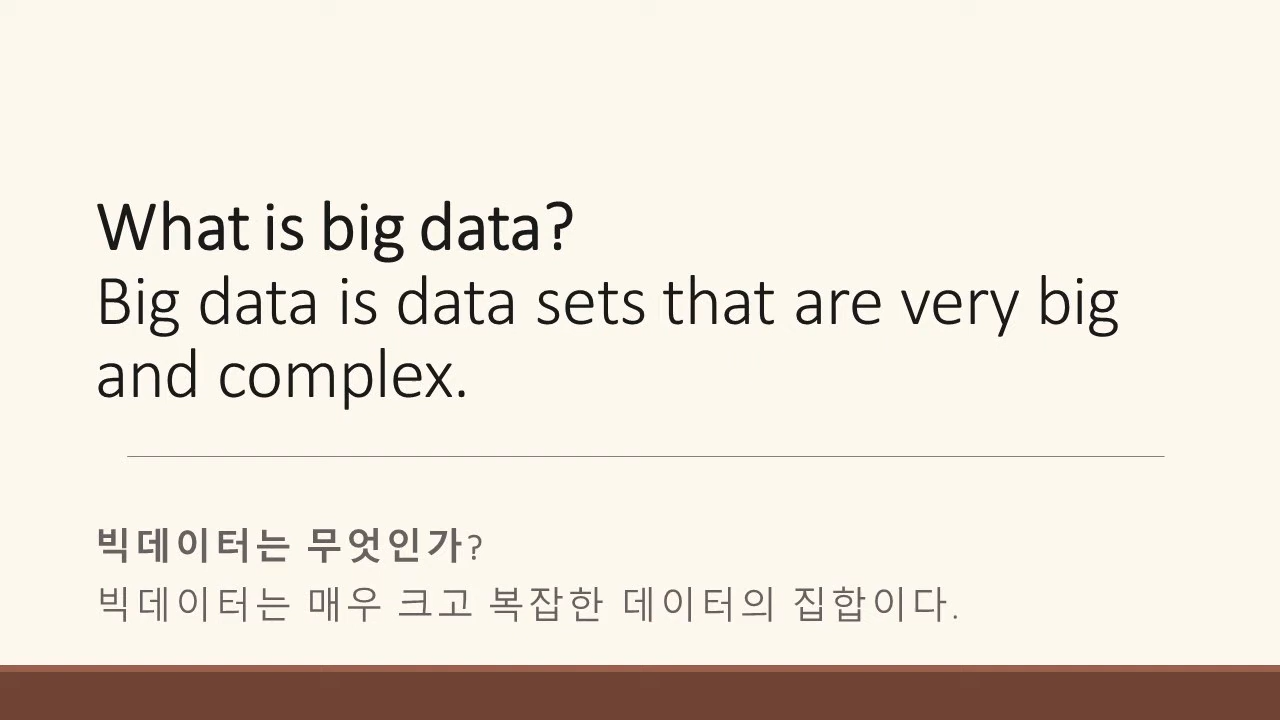 What is big data?
Big data is data sets that are very big
and complex.
빅데이터는 무엇인가?
빅데이터는 매우 크고 복잡한 데이터의 집합이다.